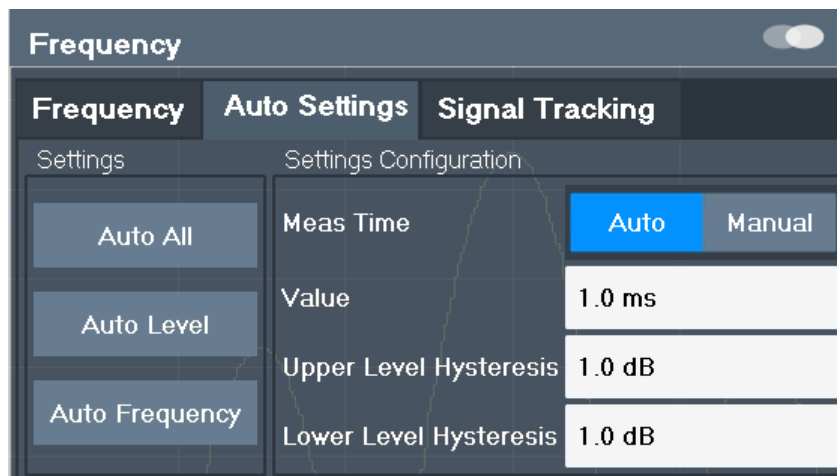 Frequency
Frequency Auto Settings Signal Tracking
Settings Settings Configuration
Auto All Meas Time Auto Manual
Auto Level Value 1.0 ms
Upper Level Hysteresis 1.0 dB
Auto Frequency Lower Level Hysteresis 1.0 dB